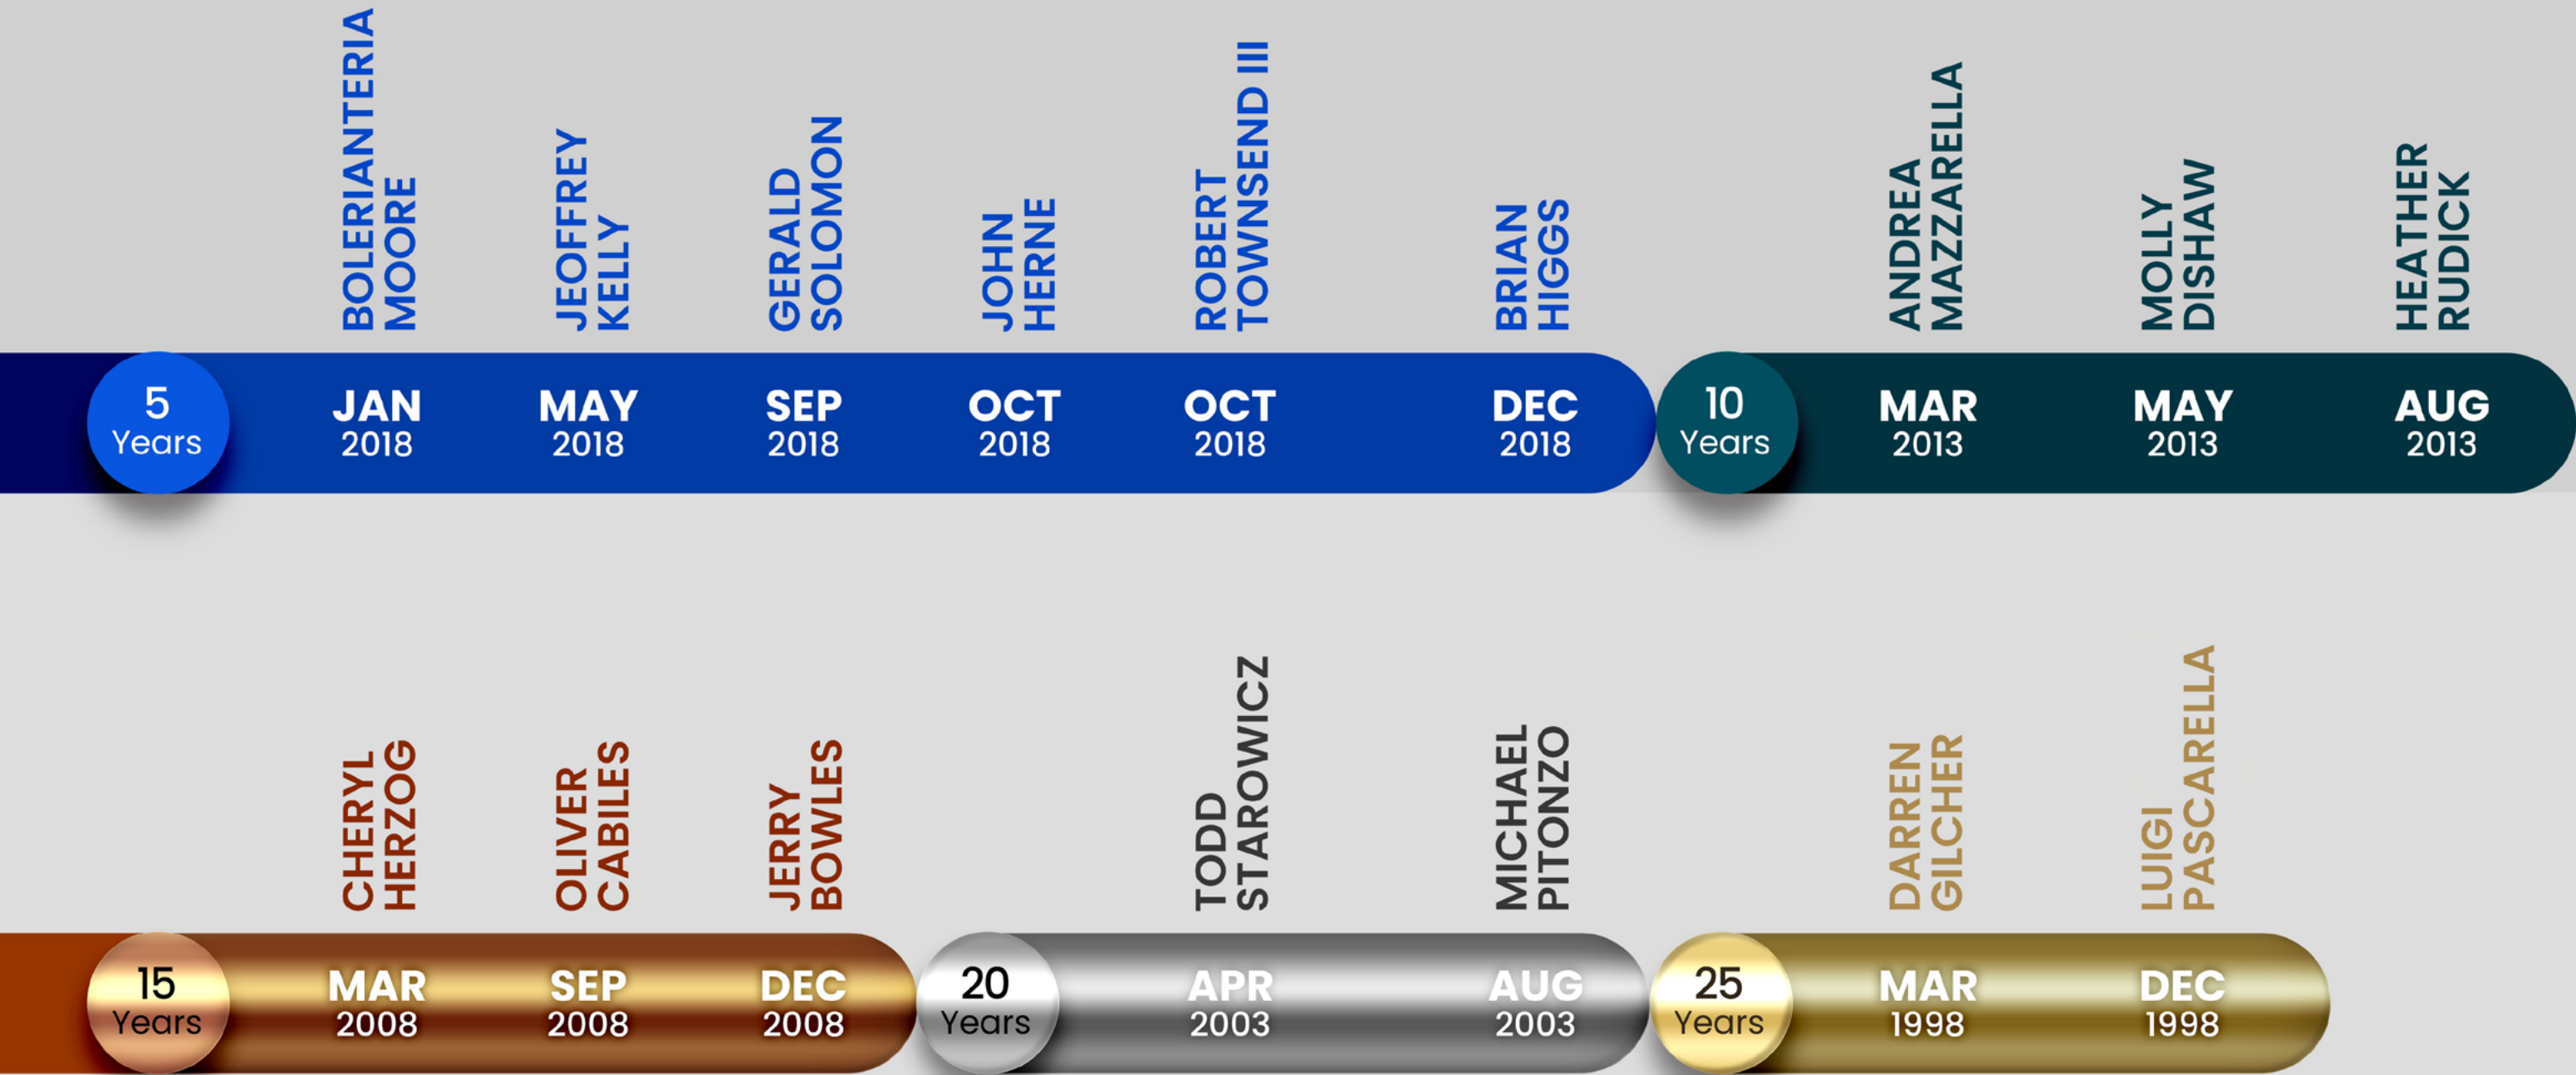 BOLERIANTERIA
MOORE
JEOFFREY
KELLY
GERALD
SOLOMON
JOHN
HERNE
ROBERT
TOWNSEND III
BRIAN
HIGGS
ANDREA
MAZZARELLA
MOLLY
DISHAW
HEATHER
RUDICK
5
Years
JAN
2018
MAY
2018
SEP
2018
OCT
2018
OCT
2018
DEC
2018
10
Years
MAR
2013
MAY
2013
AUG
2013
CHERYL
HERZOG
OLIVER
CABILES
JERRY
BOWLES
TODD
STAROWICZ
MICHAEL
PITONZO
DARREN
GILCHER
LUIGI
PASCARELLA
15
Years
MAR
2008
SEP
2008
DEC
2008
20
Years
APR
2003
AUG
2003
25
Years
MAR
1998
DEC
1998